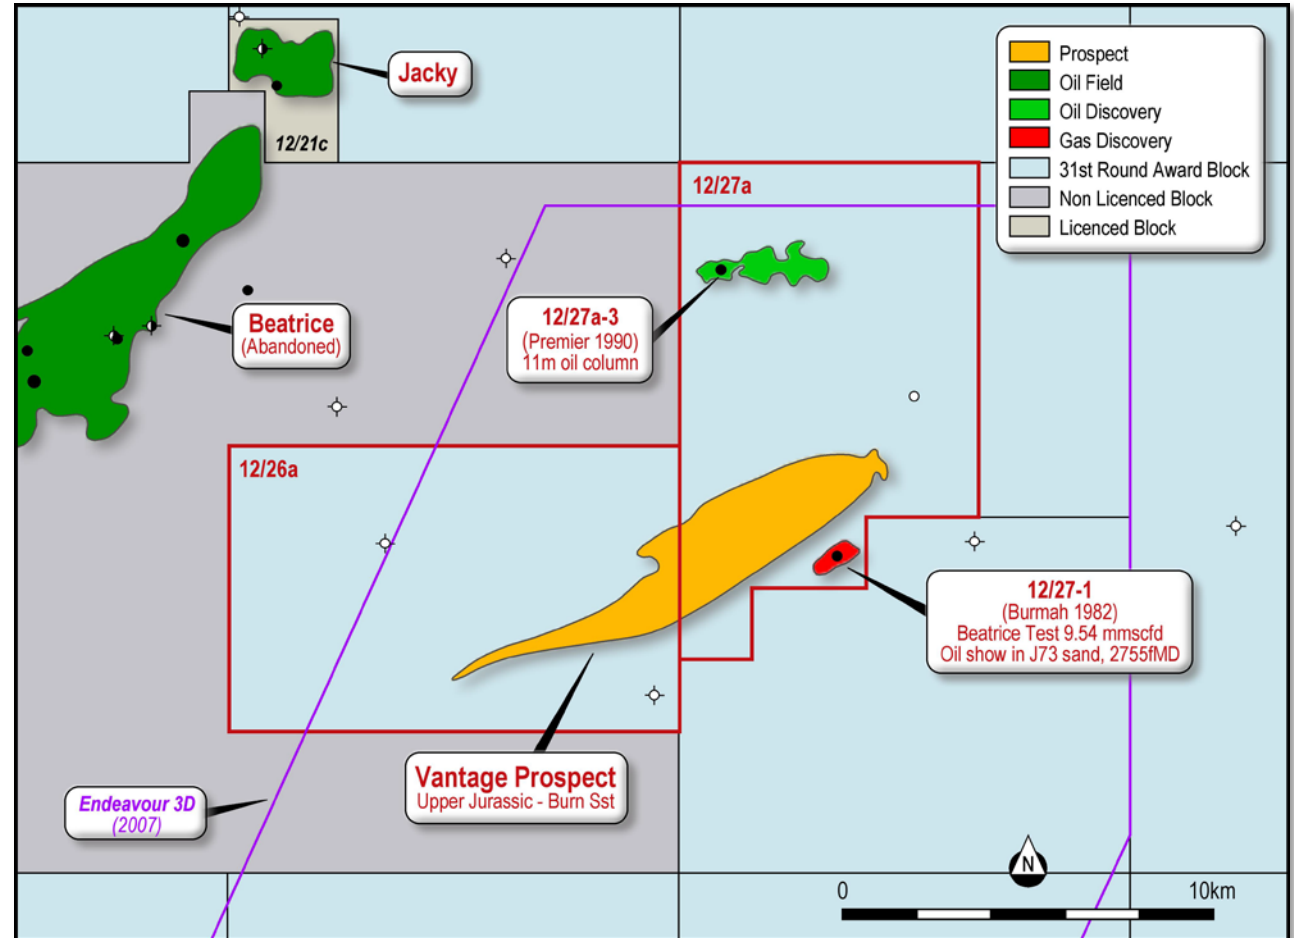 Jacky
12/21c
Prospect
Oil Field
Oil Discovery
Gas Discovery
31st Round Award Block
Non Licenced Block
Licenced Block
12/27a
Beatrice
(Abandoned)
12/27a-3
(Premier 1990)
11m oil column
12/26a
12/27-1
(Burmah 1982)
Beatrice Test 9.54 mmscfd
Oil show in J73 sand, 2755fMD
Vantage Prospect
Upper Jurassic - Burn Sst
Endeavour 3D
(2007)
N
0
10km